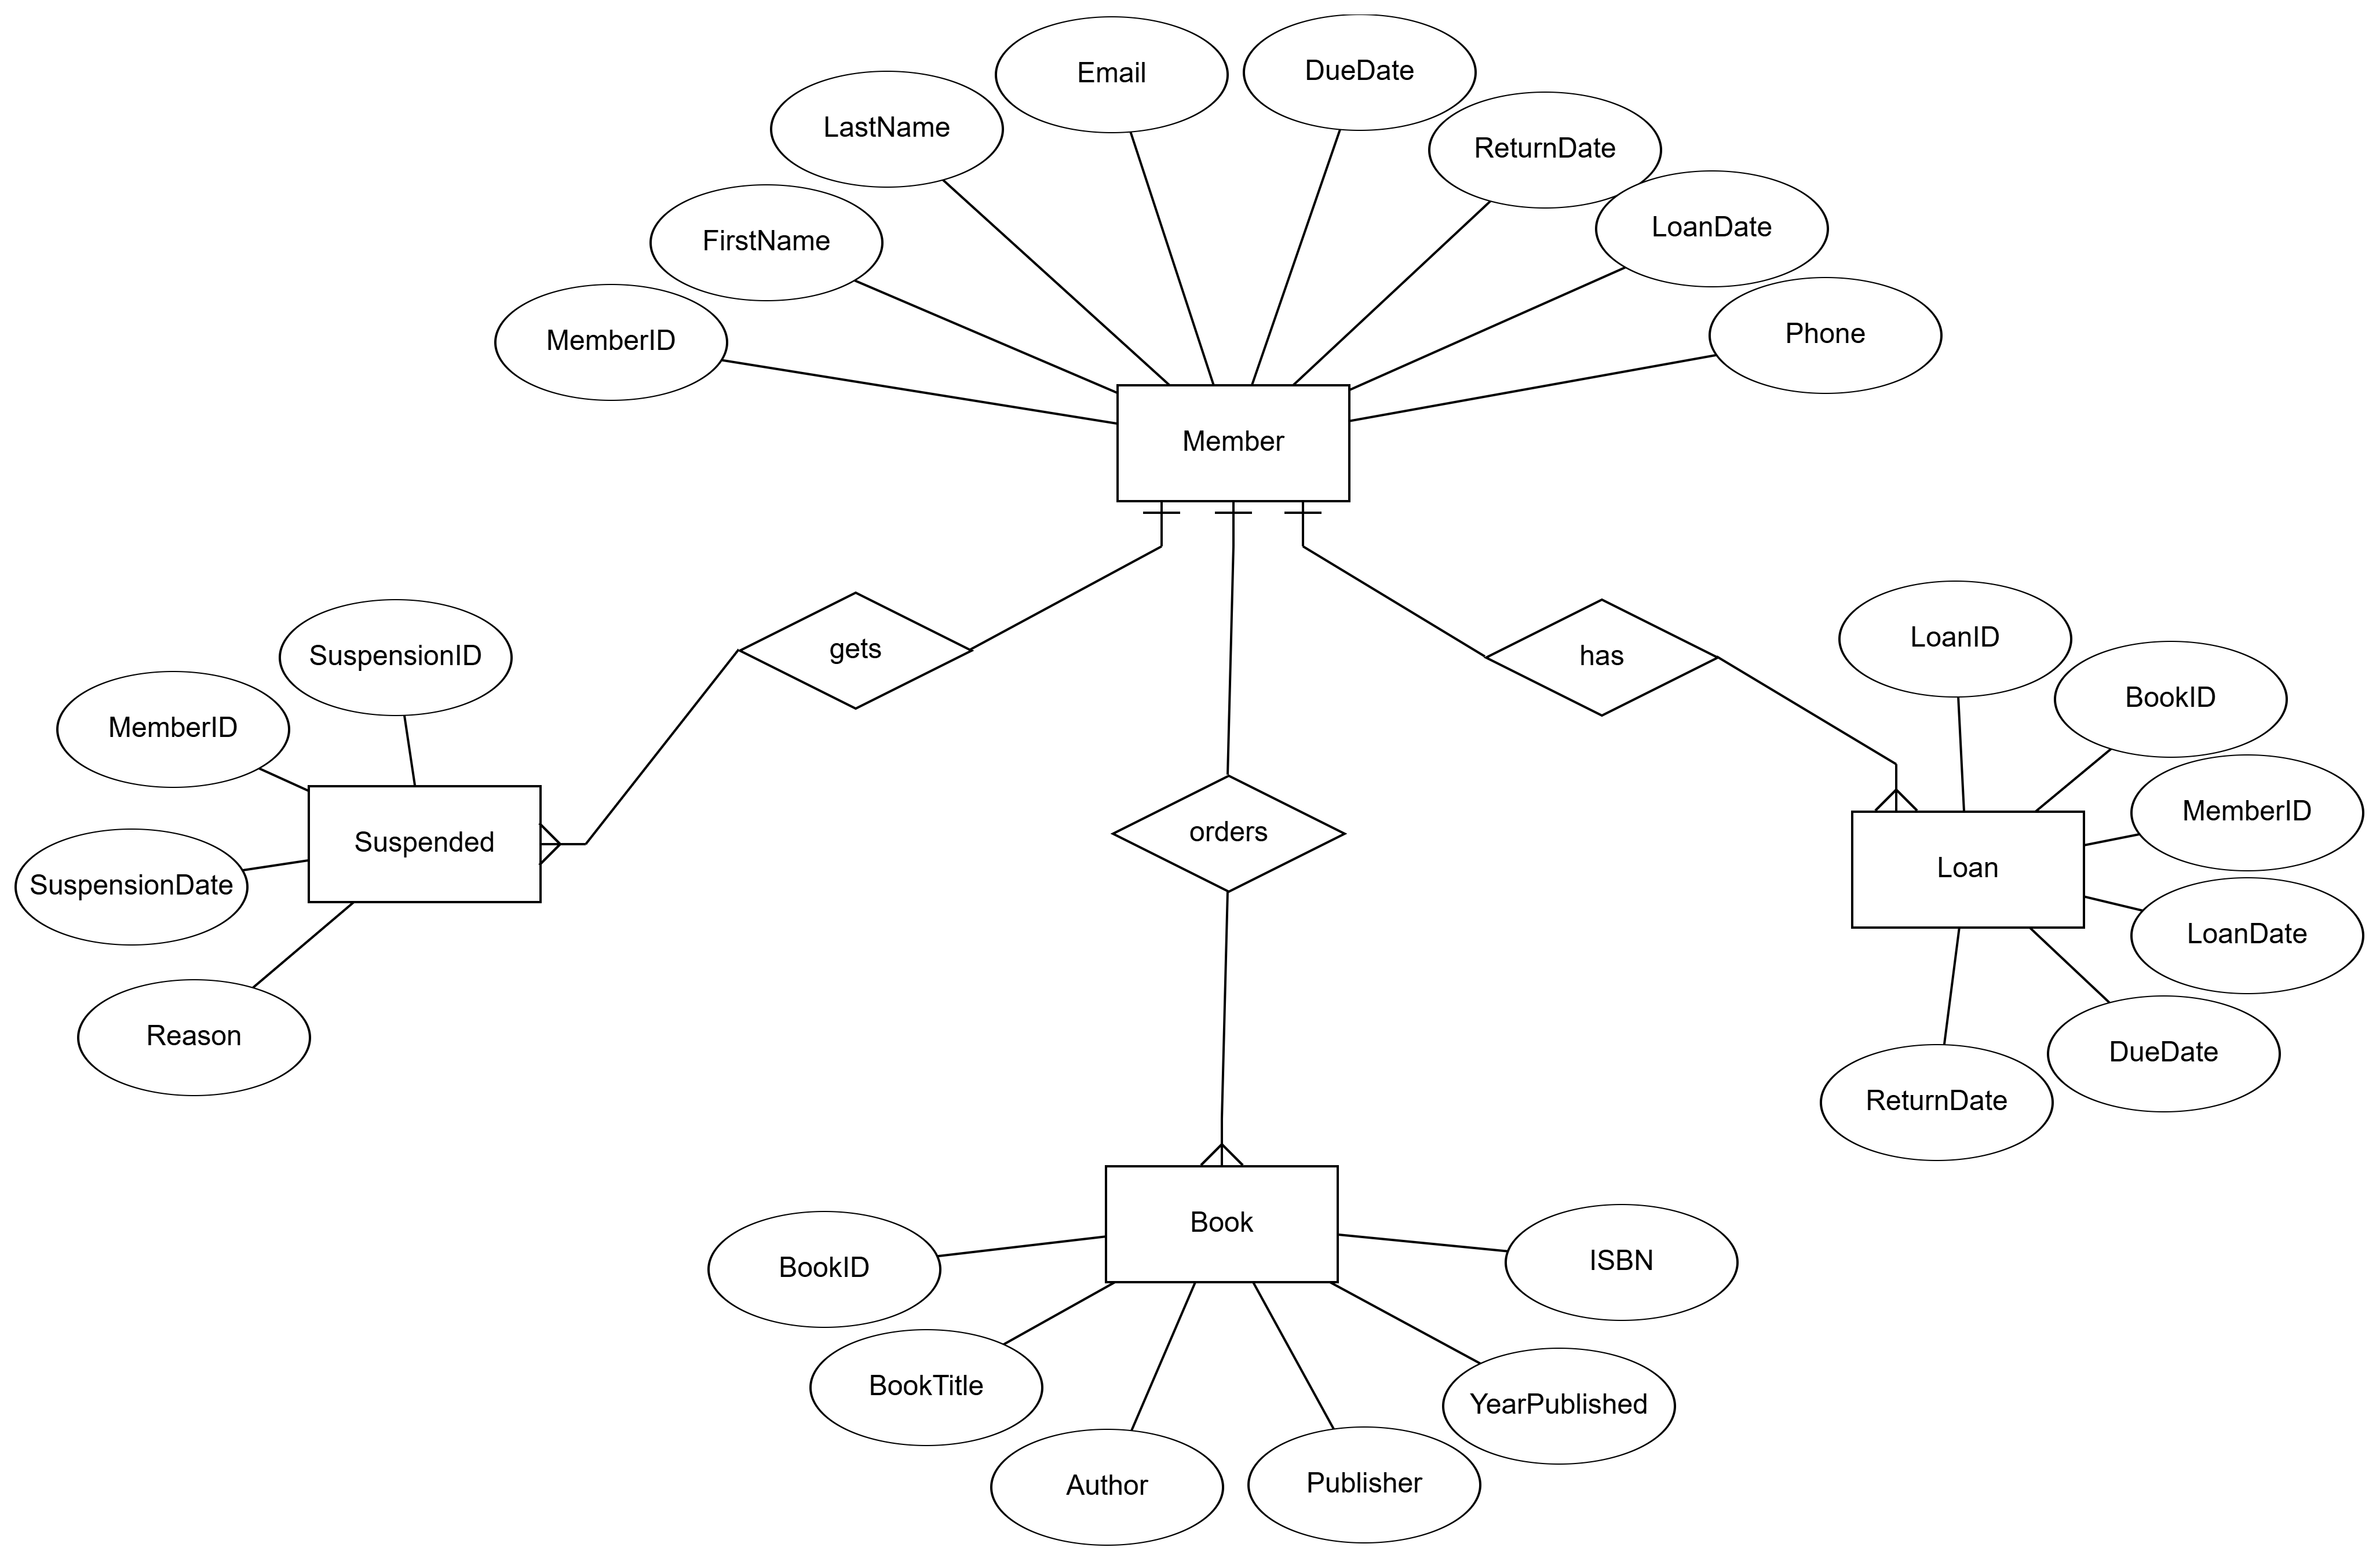 Email
DueDate
LastName
ReturnDate
LoanDate
FirstName
Phone
MemberID
Member
gets
has
orders
SuspensionID
MemberID
Suspended
SuspensionDate
Reason
LoanID
BookID
MemberID
Loan
LoanDate
DueDate
ReturnDate
Book
BookID
ISBN
BookTitle
YearPublished
Author
Publisher